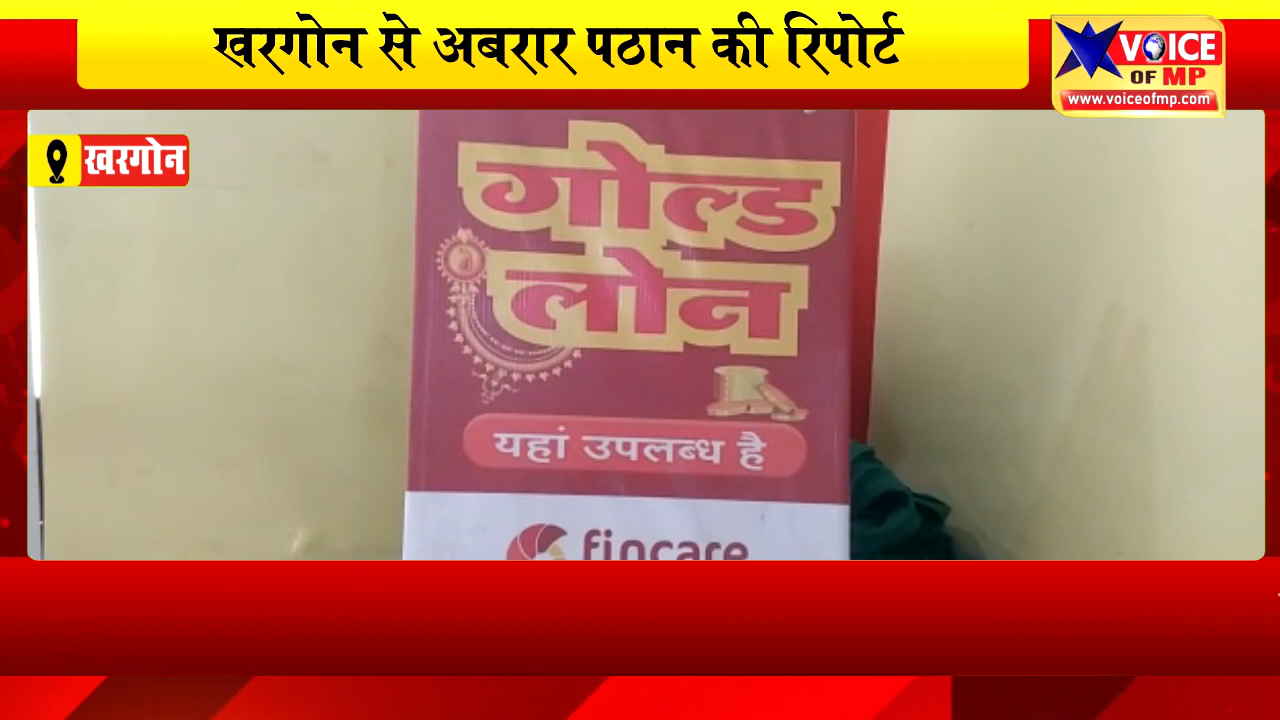 खरगोन से अबरार पठान की रिपोर्ट
VOICE
OF MP
www.voiceofmp.com
खरगोन
गोल्ड
लोन
यहां उपलब्ध है
fincare